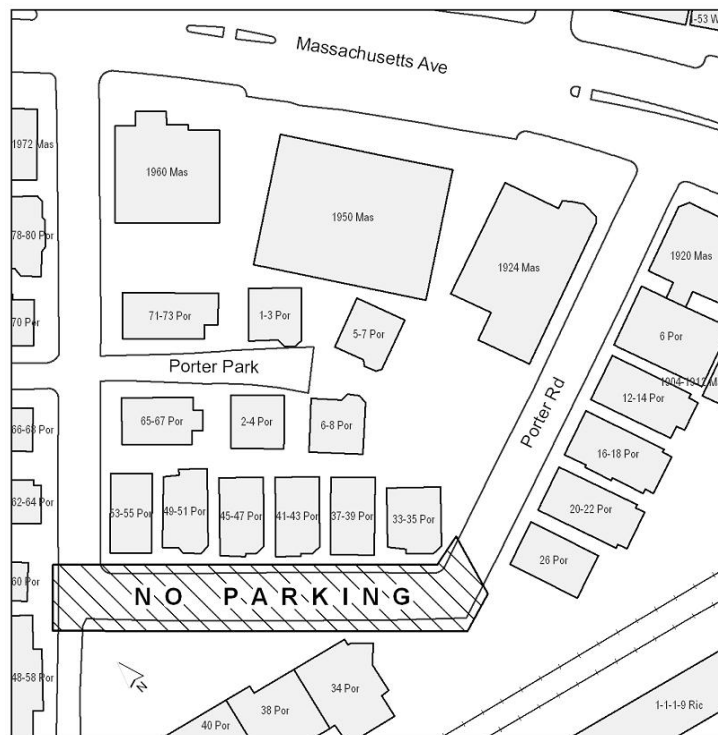 -53 W
Massachusetts Ave
1972 Mas
1960 Mas
1950 Mas
78-80 Por
1924 Mas
1920 Mas
70 Por
71-73 Por
1-3 Por
5-7 Por
6 Por
Porter Park
1904-1912 M
12-14 Por
Porter Rd
66-68 Por
65-67 Por
2-4 Por
6-8 Por
16-18 Por
62-64 Por
53-55 Por
49-51 Por
45-47 Por
41-43 Por
37-39 Por
33-35 Por
20-22 Por
26 Por
60 Por
NO PARKING
48-58 Por
N
34 Por
38 Por
40 Por
1-1-1-9 Ric